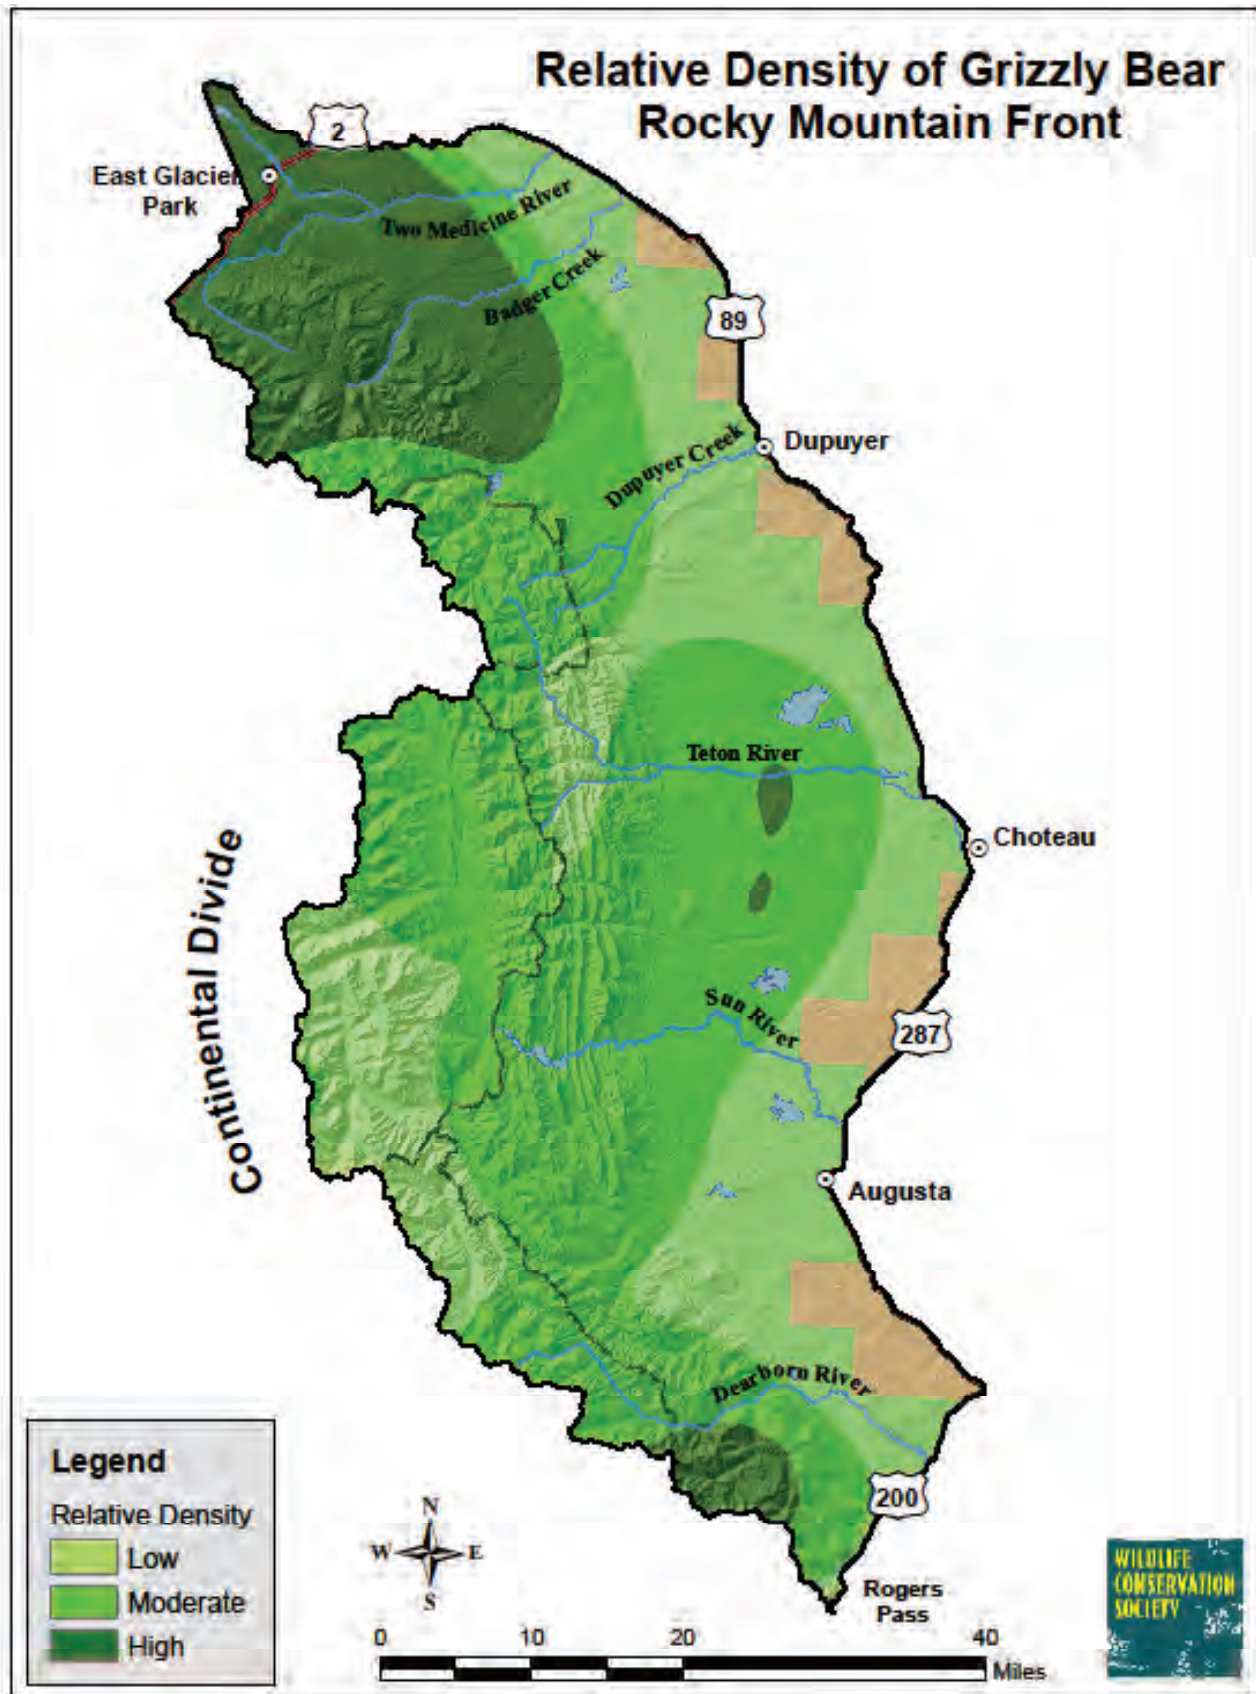 Relative Density of Grizzly Bear
Rocky Mountain Front
2
East Glacier
Park
Two Medicine River
Badger Creek
89
Dupuyer Creek
Dupuyer
Teton River
Choteau
Continental Divide
Sun River
287
Augusta
Dearborn River
200
Rogers
Pass
Legend
Relative Density
Low
Moderate
High
N
W E
S
0 10 20 40
Miles
WILDLIFE
CONSERVATION
SOCIETY